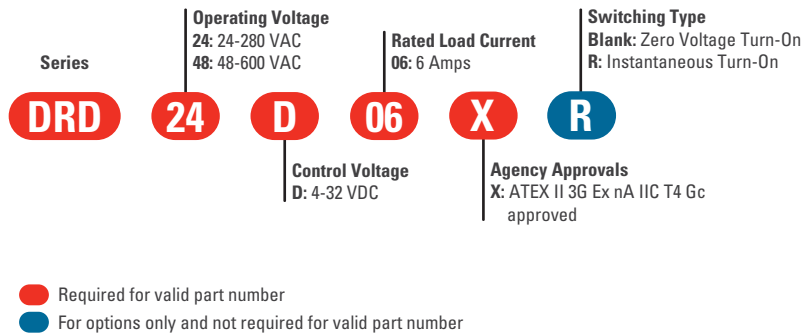 Operating Voltage
24: 24-280 VAC
48: 48-600 VAC
Rated Load Current
06: 6 Amps
Switching Type
Blank: Zero Voltage Turn-On
R: Instantaneous Turn-On
Series
DRD 24 D 06 X R
Control Voltage
D: 4-32 VDC
Agency Approvals
X: ATEX II 3G Ex nA IIC T4 Gc
approved
Required for valid part number
For options only and not required for valid part number